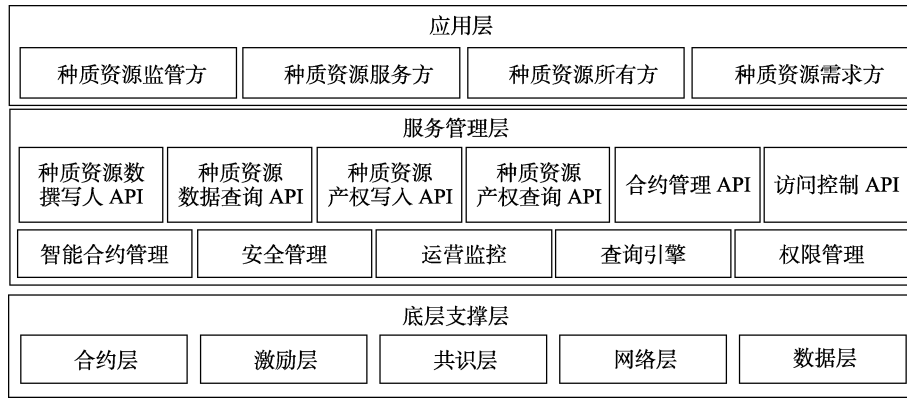 应用层
种质资源监管方
种质资源服务方
种质资源所有方
种质资源需求方
服务管理层
种质资源数
撰写人 API
种质资源
数据查询 API
种质资源
产权写入 API
种质资源
产权查询 API
合约管理 API
访问控制 API
智能合约管理
安全管理
运营监控
查询引擎
权限管理
底层支撑层
合约层
激励层
共识层
网络层
数据层